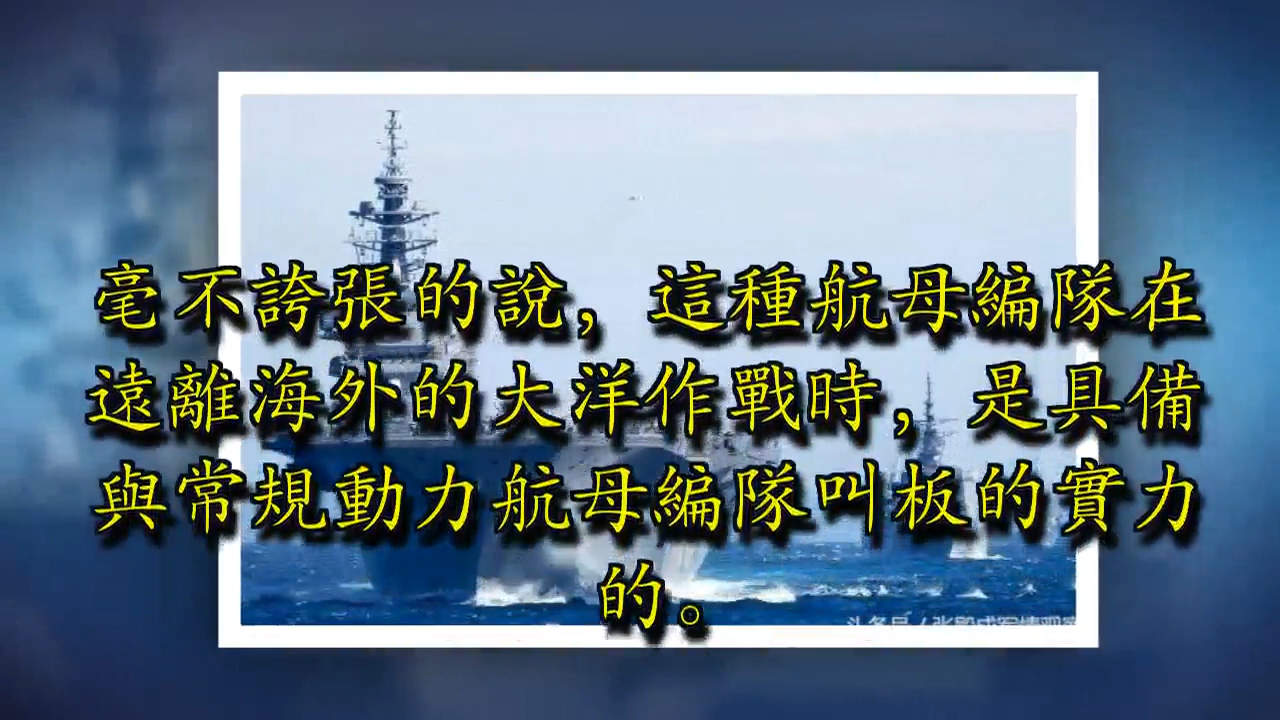 毫不誇張的說，這種航母編隊在
遠離海外的大洋作戰時，是具備
與常規動力航母編隊叫板的實力
的。